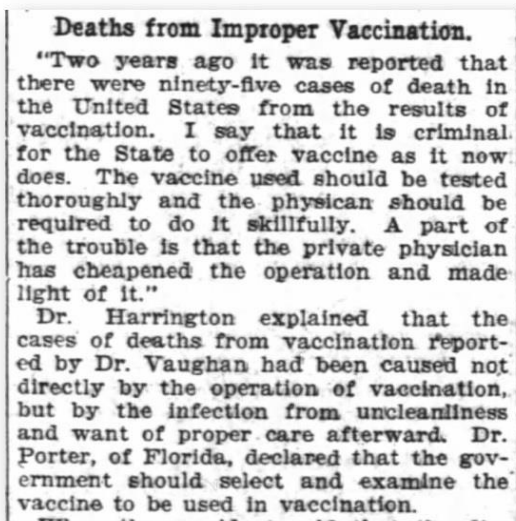 Deaths from Improper Vaccination.
"Two years ago it was reported that
there were ninety-five cases of death in
the United States from the results of
vaccination. I say that it is criminal
for the State to offer vaccine as it now
does. The vaccine used should be tested
thoroughly and the physican should be
required to do it skillfully. A part of
the trouble is that the private physician
has cheapened the operation and made
light of it."
Dr. Harrington explained that the
cases of deaths from vaccination report-
ed by Dr. Vaughan had been caused not
directly by the operation of vaccination,
but by the infection from uncleanliness
and want of proper care afterward. Dr.
Porter, of Florida, declared that the gov-
ernment should select and examine the
vaccine to be used in vaccination.